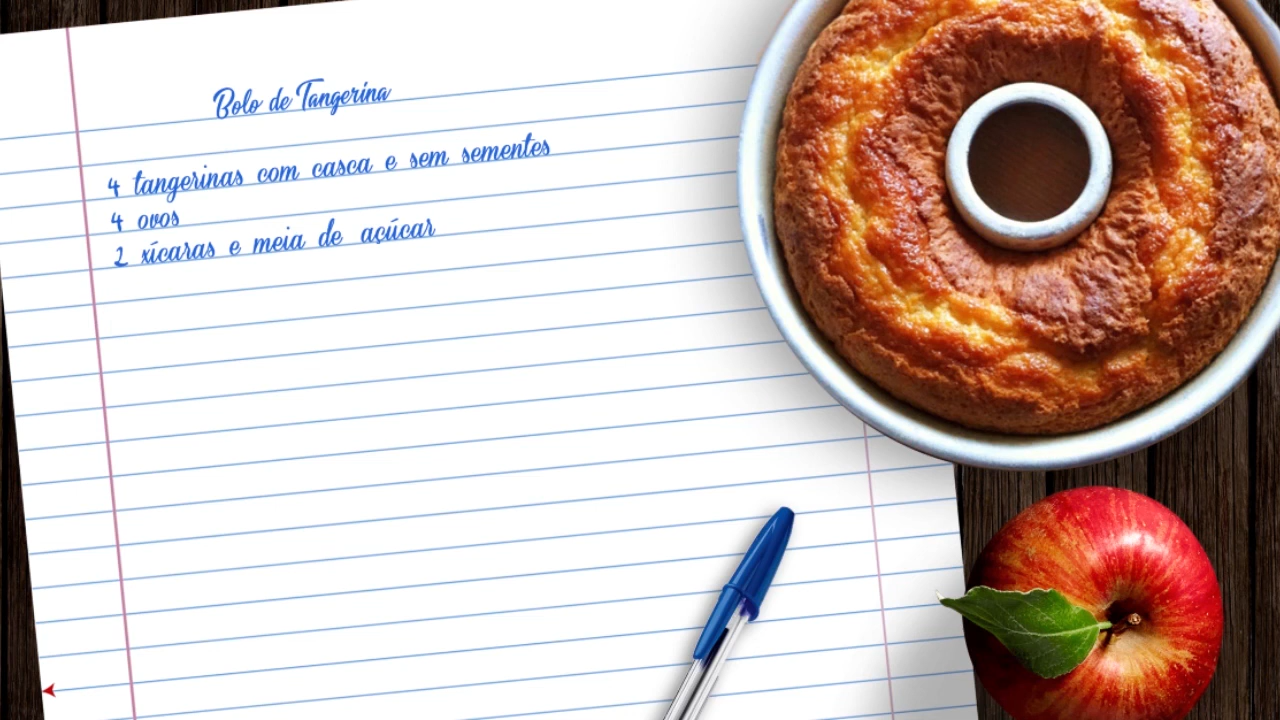 Bolo de Tangerina
4 tangerinas com casca e sem sementes
4 ovos
2 xícaras e meia de açúcar